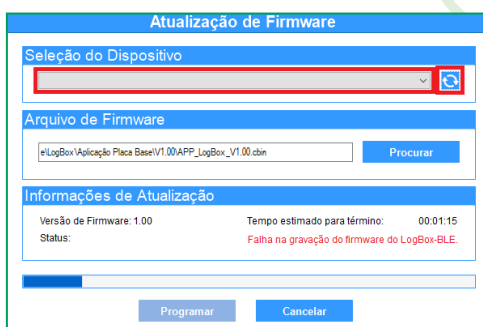 Atualização de Firmware
Seleção do Dispositivo
Arquivo de Firmware
e\LogBox\Aplicação Placa Base\V1.00\APP_LogBox_V1.00.cbin
Procurar
Informações de Atualização
Versão de Firmware: 1.00
Tempo estimado para término: 00:01:15
Status:
Falha na gravação do firmware do LogBox-BLE.
Programar
Cancelar